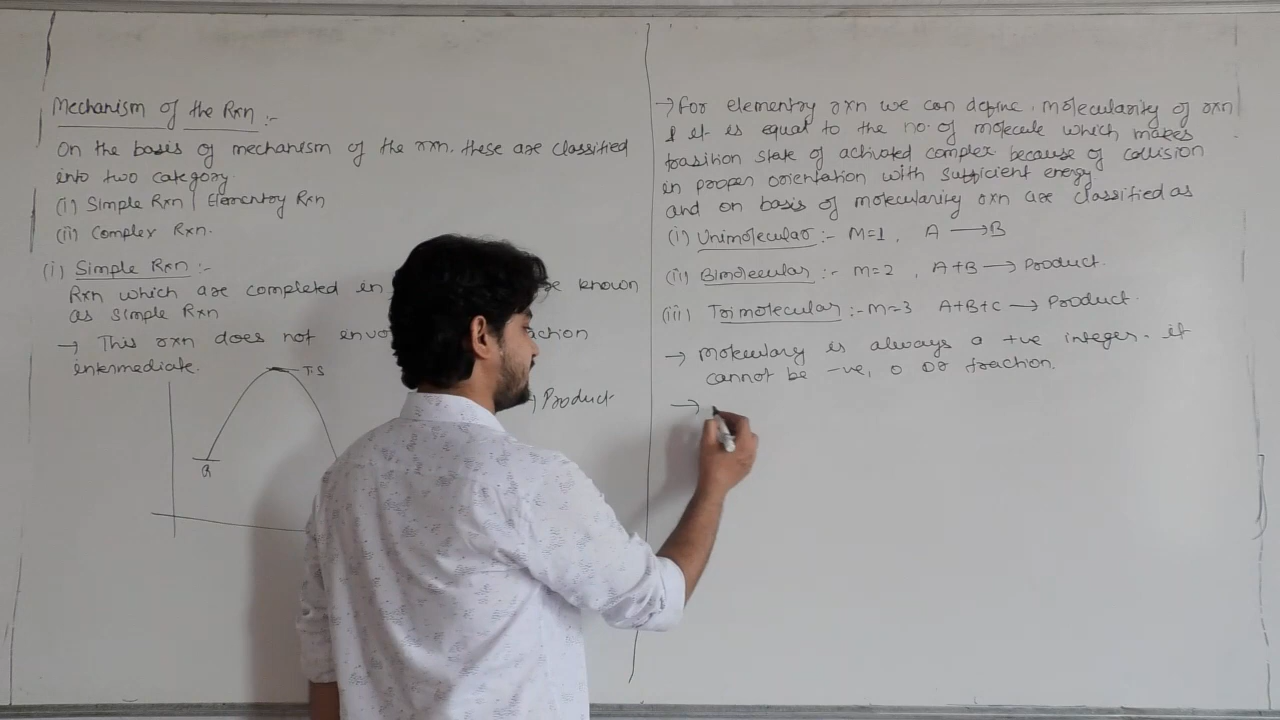 Mechanism of the Rxn :-
On the basis of mechanism of the rxn. these are classified
into two category.
(i) Simple Rxn | Elementry Rxn
(ii) Complex Rxn.
(i) Simple Rxn :-
Rxn which are completed in known
as simple Rxn
→ This rxn does not
intermediate.
T.S
R
→ Product
→ For elementry rxn we can define molecularity of rxn
& it is equal to the no. of molecule which makes
trasition state of activated complex because of collision
in proper orientation with sufficient energy
and on basis of molecularity rxn are classified as
(i) Unimolecular :- M=1, A → B
(ii) Bimolecular :- M=2, A+B → Product.
(iii) Trimolecular :- M=3 A+B+C → Product.
→ is always a +ve integer. it
cannot be -ve, 0 or fraction.
→